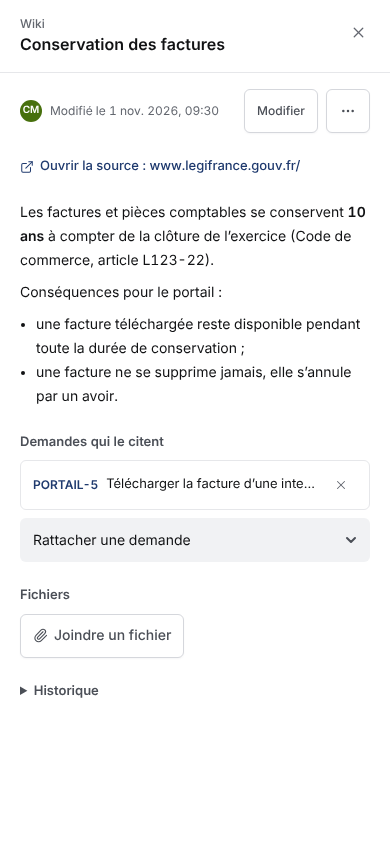 Wiki
Conservation des factures
CM Modifié le 1 nov. 2026, 09:30 Modifier ...
Ouvrir la source : www.legifrance.gouv.fr/
Les factures et pièces comptables se conservent 10
ans à compter de la clôture de l'exercice (Code de
commerce, article L123-22).
Conséquences pour le portail :
• une facture téléchargée reste disponible pendant
toute la durée de conservation ;
• une facture ne se supprime jamais, elle s'annule
par un avoir.
Demandes qui le citent
PORTAIL-5 Télécharger la facture d'une inte...
Rattacher une demande
Fichiers
Joindre un fichier
Historique